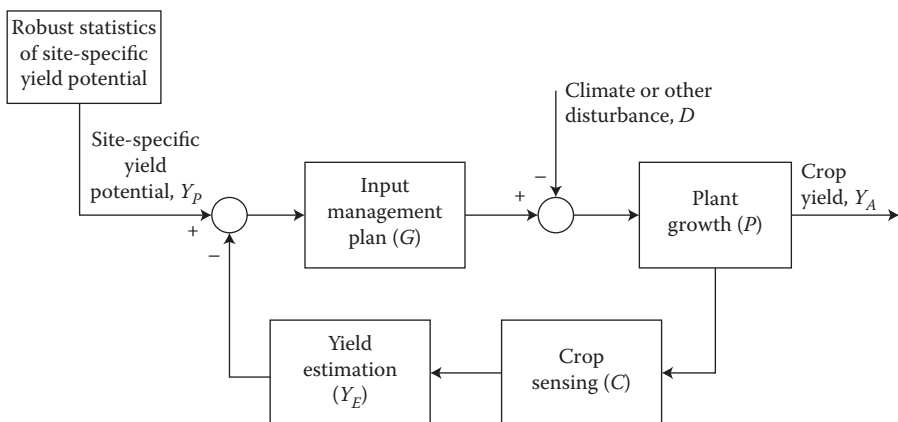 Robust statistics
of site-specific
yield potential
Climate or other
disturbance, D
Site-specific
yield
potential, Y_P
+
−
Input
management
plan (G)
+
−
Plant
growth (P)
Crop
yield, Y_A
Yield
estimation
(Y_E)
Crop
sensing (C)